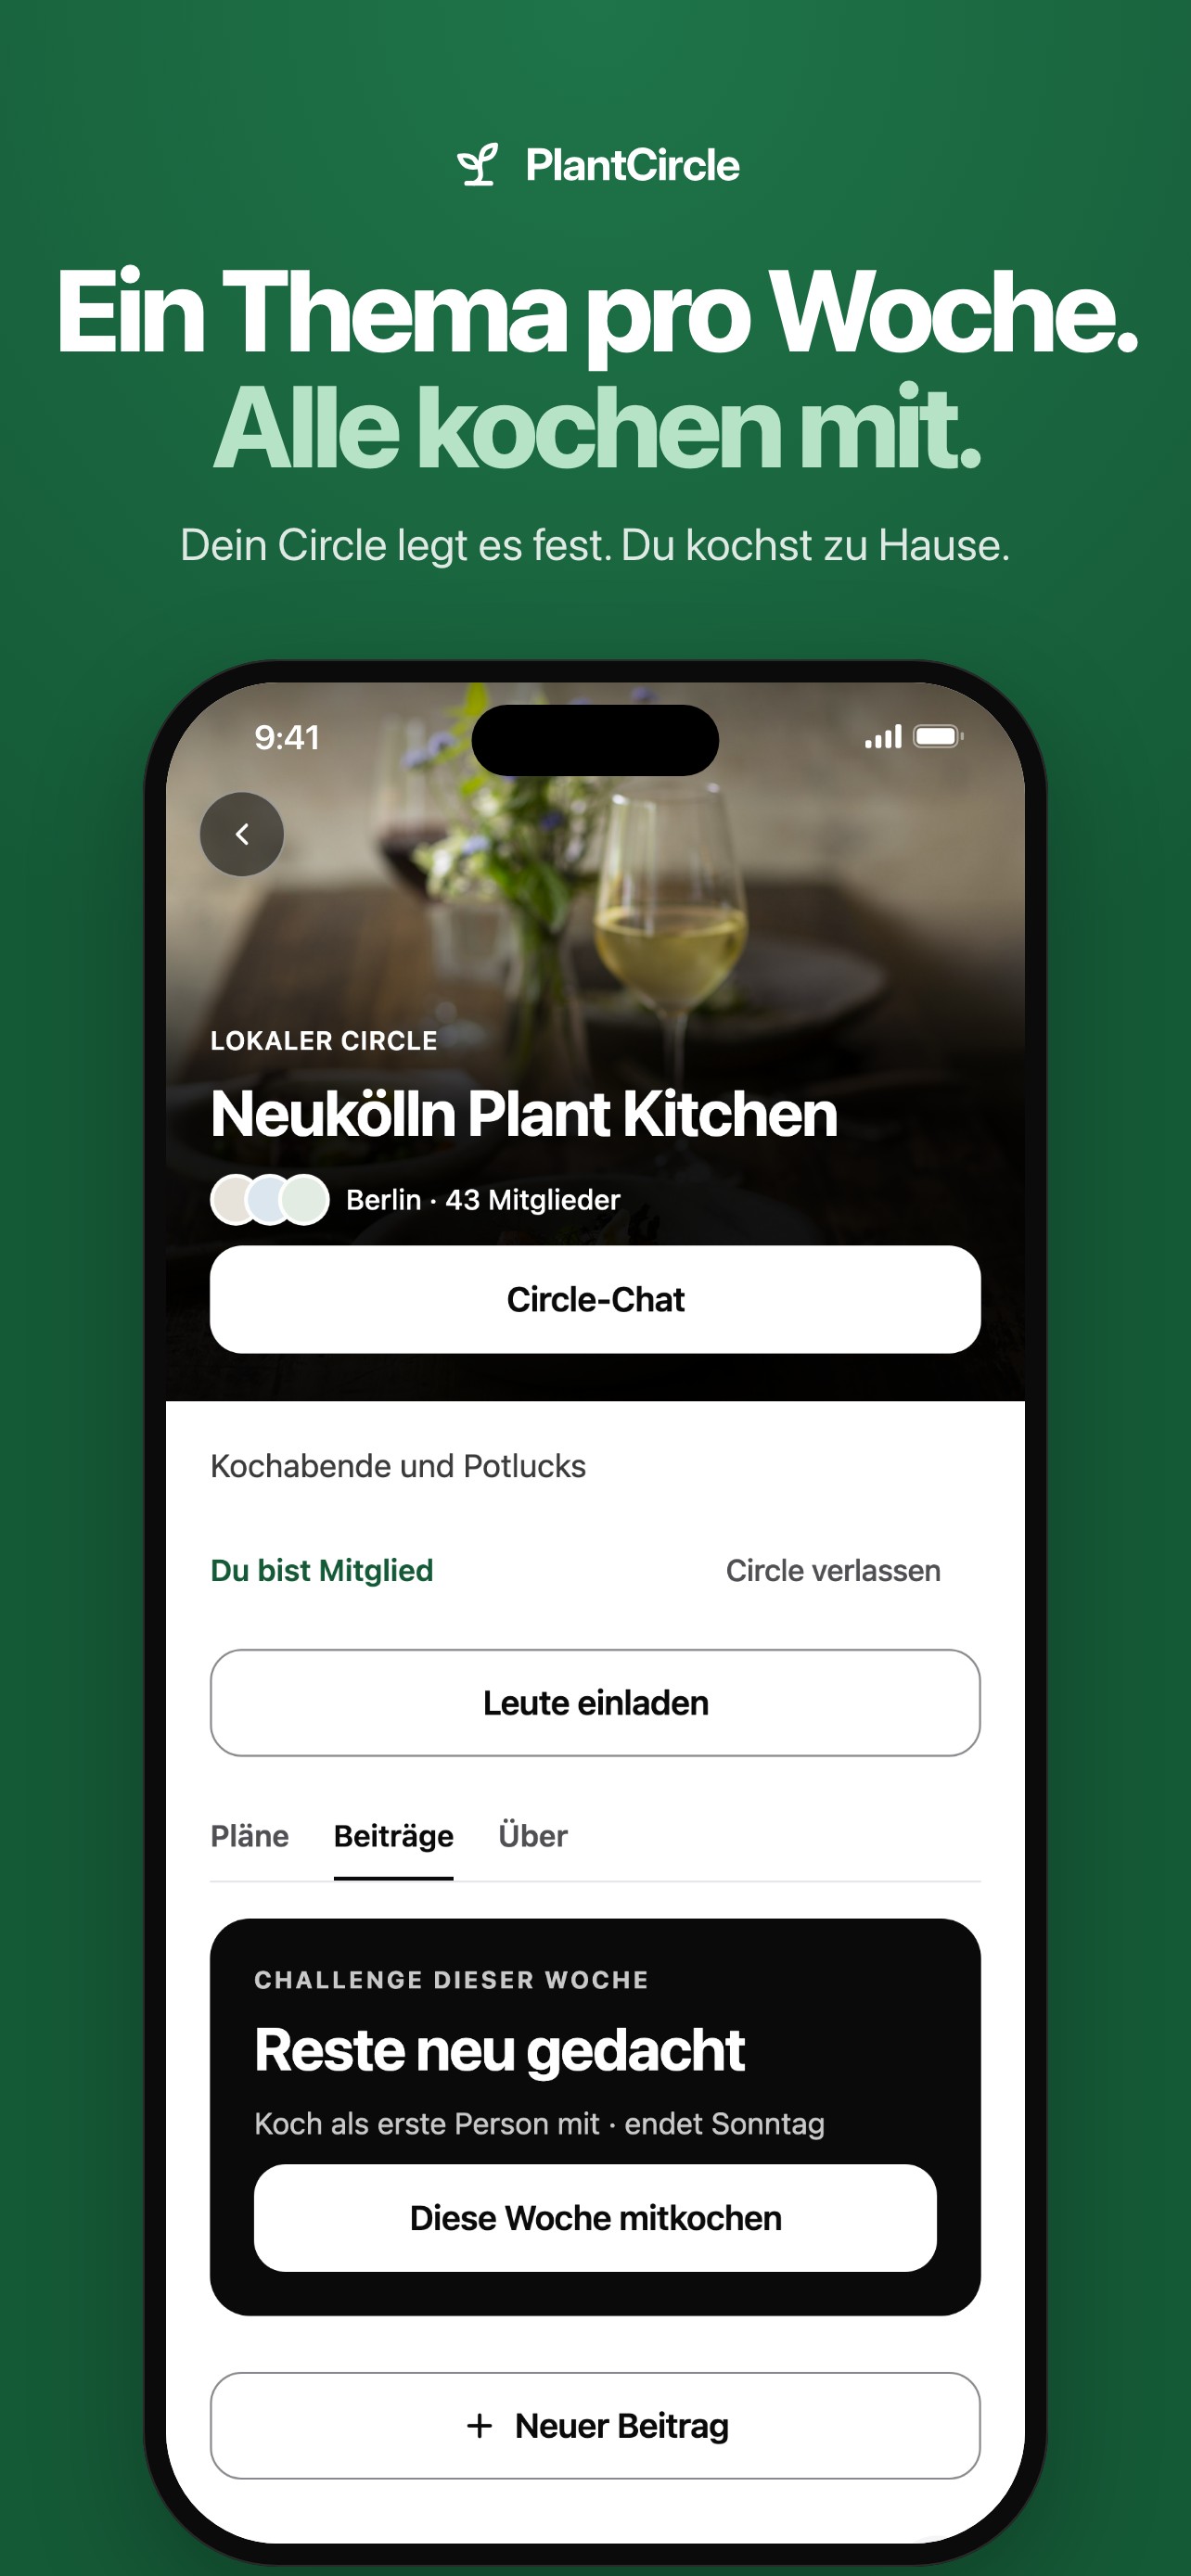 PlantCircle
Ein Thema pro Woche.
Alle kochen mit.
Dein Circle legt es fest. Du kochst zu Hause.
9:41
LOKALER CIRCLE
Neukölln Plant Kitchen
Berlin · 43 Mitglieder
Circle-Chat
Kochabende und Potlucks
Du bist Mitglied
Circle verlassen
Leute einladen
Pläne Beiträge Über
CHALLENGE DIESER WOCHE
Reste neu gedacht
Koch als erste Person mit · endet Sonntag
Diese Woche mitkochen
+ Neuer Beitrag